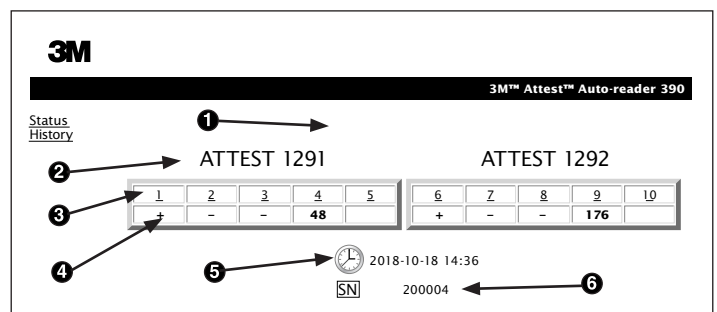 3M
3M™ Attest™ Auto-reader 390
Status
History
1
2
ATTEST 1291 ATTEST 1292
3
1 2 3 4 5 6 7 8 9 10
+ – – 48 + – – 176
4
5
2018-10-18 14:36
SN 200004
6